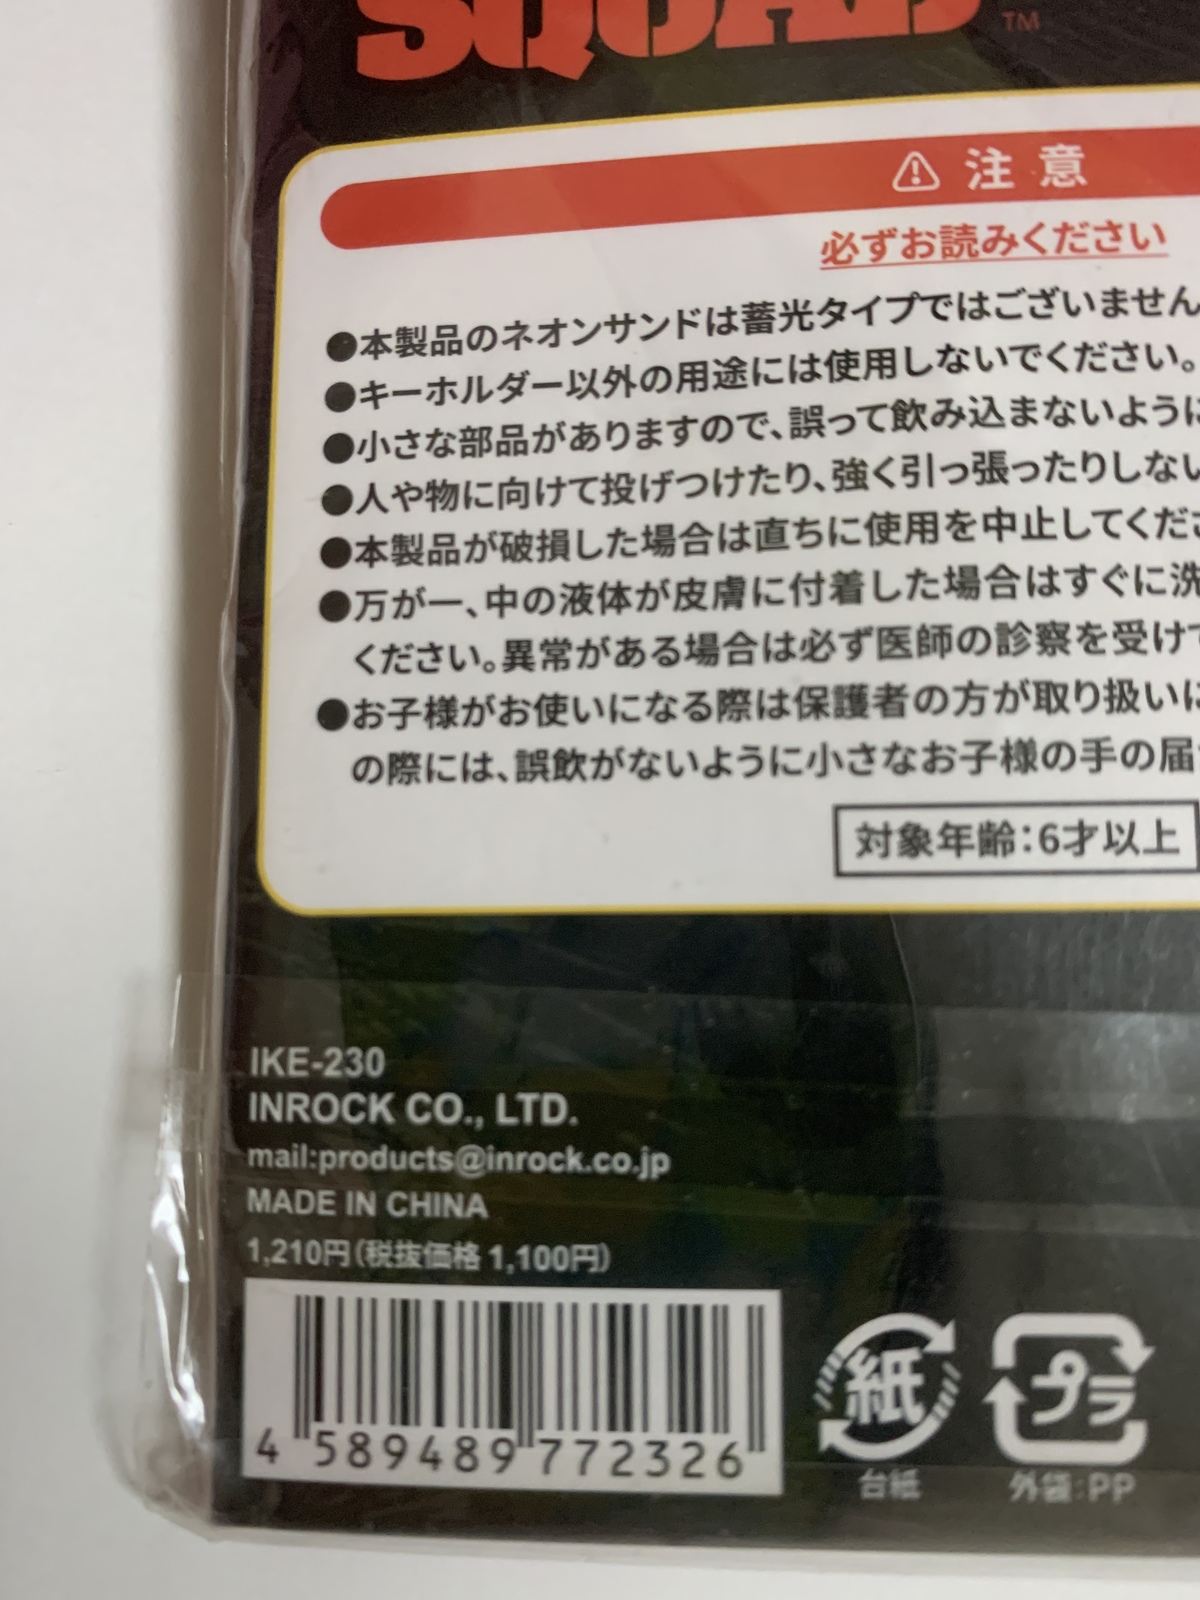 SQUAD™
注意
必ずお読みください
●本製品のネオンサンドは蓄光タイプではございません
●キーホルダー以外の用途には使用しないでください。
●小さな部品がありますので、誤って飲み込まないように
●人や物に向けて投げつけたり、強く引っ張ったりしない
●本製品が破損した場合は直ちに使用を中止してくださ
●万が一、中の液体が皮膚に付着した場合はすぐに洗
ください。異常がある場合は必ず医師の診察を受けて
●お子様がお使いになる際は保護者の方が取り扱いに
の際には、誤飲がないように小さなお子様の手の届
対象年齢：6才以上
IKE-230
INROCK CO., LTD.
mail:products@inrock.co.jp
MADE IN CHINA
1,210円（税抜価格 1,100円）
4 589489 772326
紙
台紙
プラ
外袋：PP